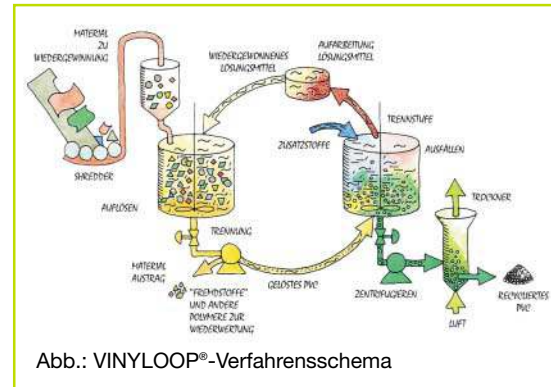 MATERIAL
ZU
WIEDERGEWINNUNG
SHREDDER
WIEDERGEWONNENES
LÖSUNGSMITTEL
AUFARBEITUNG
LÖSUNGSMITTEL
TRENNSTUFE
ZUSATZSTOFFE
AUSFÄLLEN
AUFLÖSEN
TRENNUNG
MATERIAL
AUSTRAG
"FREMDSTOFFE"
UND ANDERE
POLYMERE ZUR
WIEDERWERTUNG
GELÖSTES PVC
ZENTRIFUGIEREN
TROCKNER
LUFT
RECYCLIERTES
PVC
Abb.: VINYLOOP®-Verfahrensschema